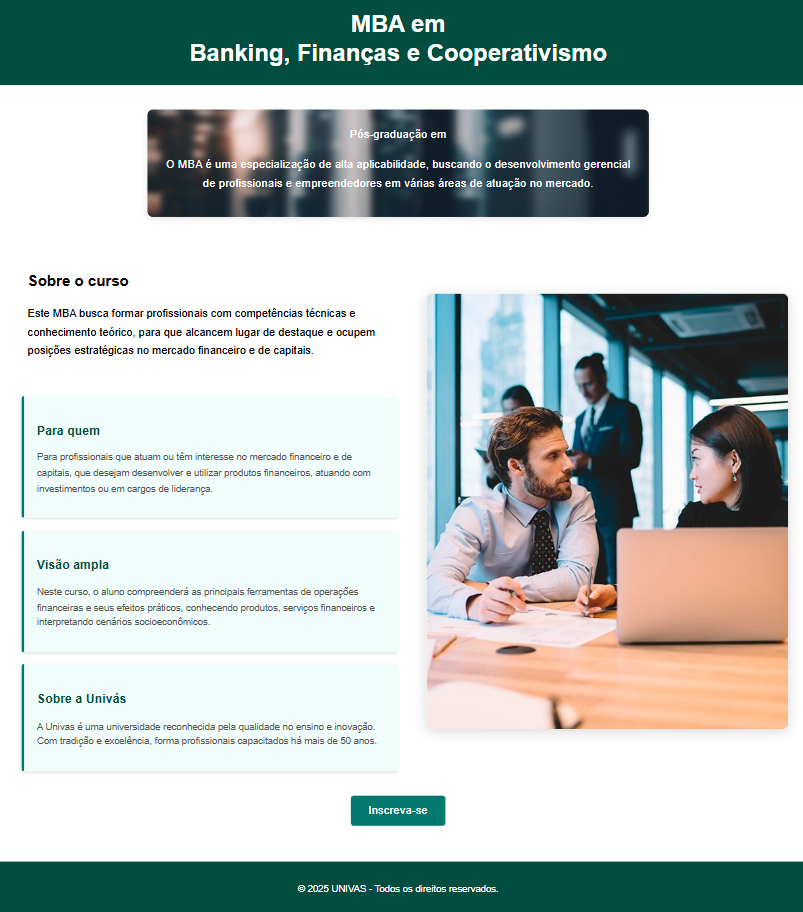 MBA em
Banking, Finanças e Cooperativismo
Pós-graduação em
O MBA é uma especialização de alta aplicabilidade, buscando o desenvolvimento gerencial
de profissionais e empreendedores em várias áreas de atuação no mercado.
Sobre o curso
Este MBA busca formar profissionais com competências técnicas e
conhecimento teórico, para que alcancem lugar de destaque e ocupem
posições estratégicas no mercado financeiro e de capitais.
Para quem
Para profissionais que atuam ou têm interesse no mercado financeiro e de
capitais, que desejam desenvolver e utilizar produtos financeiros, atuando com
investimentos ou em cargos de liderança.
Visão ampla
Neste curso, o aluno compreenderá as principais ferramentas de operações
financeiras e seus efeitos práticos, conhecendo produtos, serviços financeiros e
interpretando cenários socioeconômicos.
Sobre a Univás
A Univas é uma universidade reconhecida pela qualidade no ensino e inovação.
Com tradição e excelência, forma profissionais capacitados há mais de 50 anos.
Inscreva-se
© 2025 UNIVAS - Todos os direitos reservados.